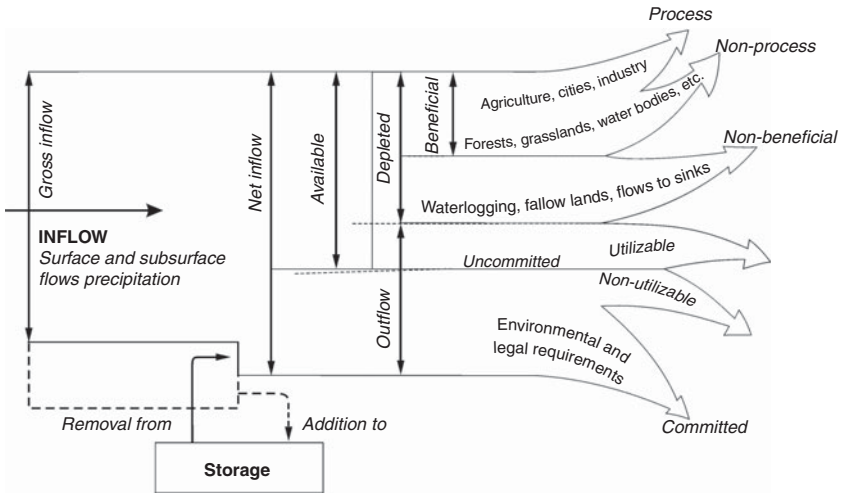 Process
Non-process
Agriculture, cities, industry
Forests, grasslands, water bodies, etc.
Beneficial
Depleted
Available
Net inflow
Gross inflow
Non-beneficial
Waterlogging, fallow lands, flows to sinks
INFLOW
Surface and subsurface
flows precipitation
Utilizable
Uncommitted
Non-utilizable
Outflow
Environmental and
legal requirements
Committed
Removal from
Addition to
Storage